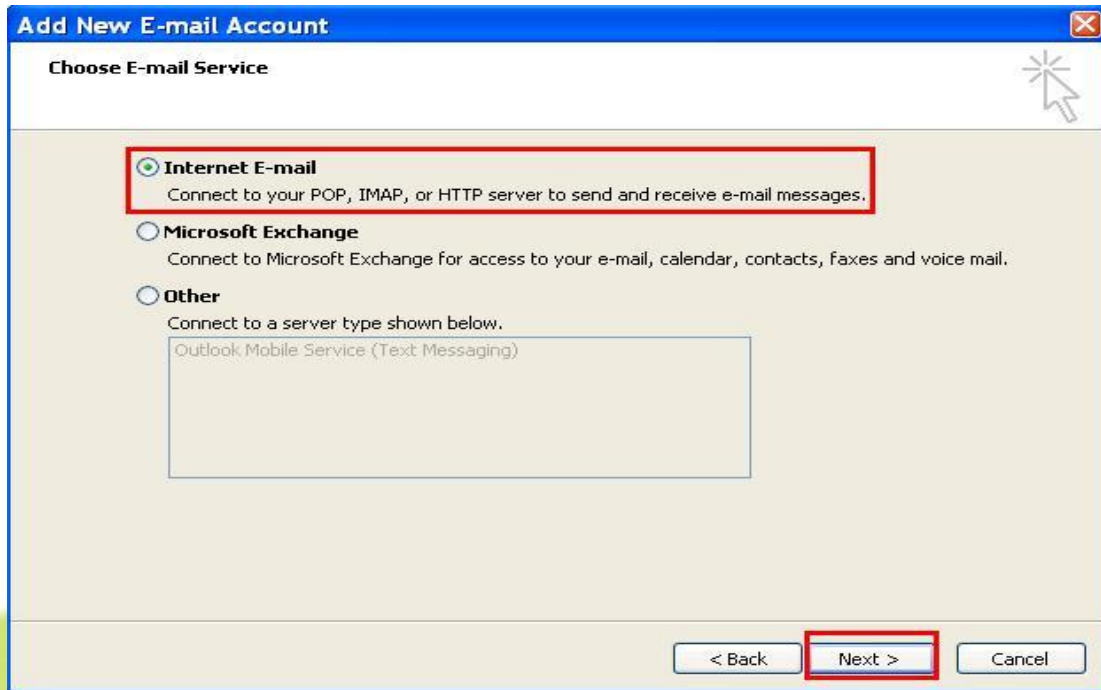 Add New E-mail Account
Choose E-mail Service
Internet E-mail
Connect to your POP, IMAP, or HTTP server to send and receive e-mail messages.
Microsoft Exchange
Connect to Microsoft Exchange for access to your e-mail, calendar, contacts, faxes and voice mail.
Other
Connect to a server type shown below.
Outlook Mobile Service (Text Messaging)
< Back Next > Cancel